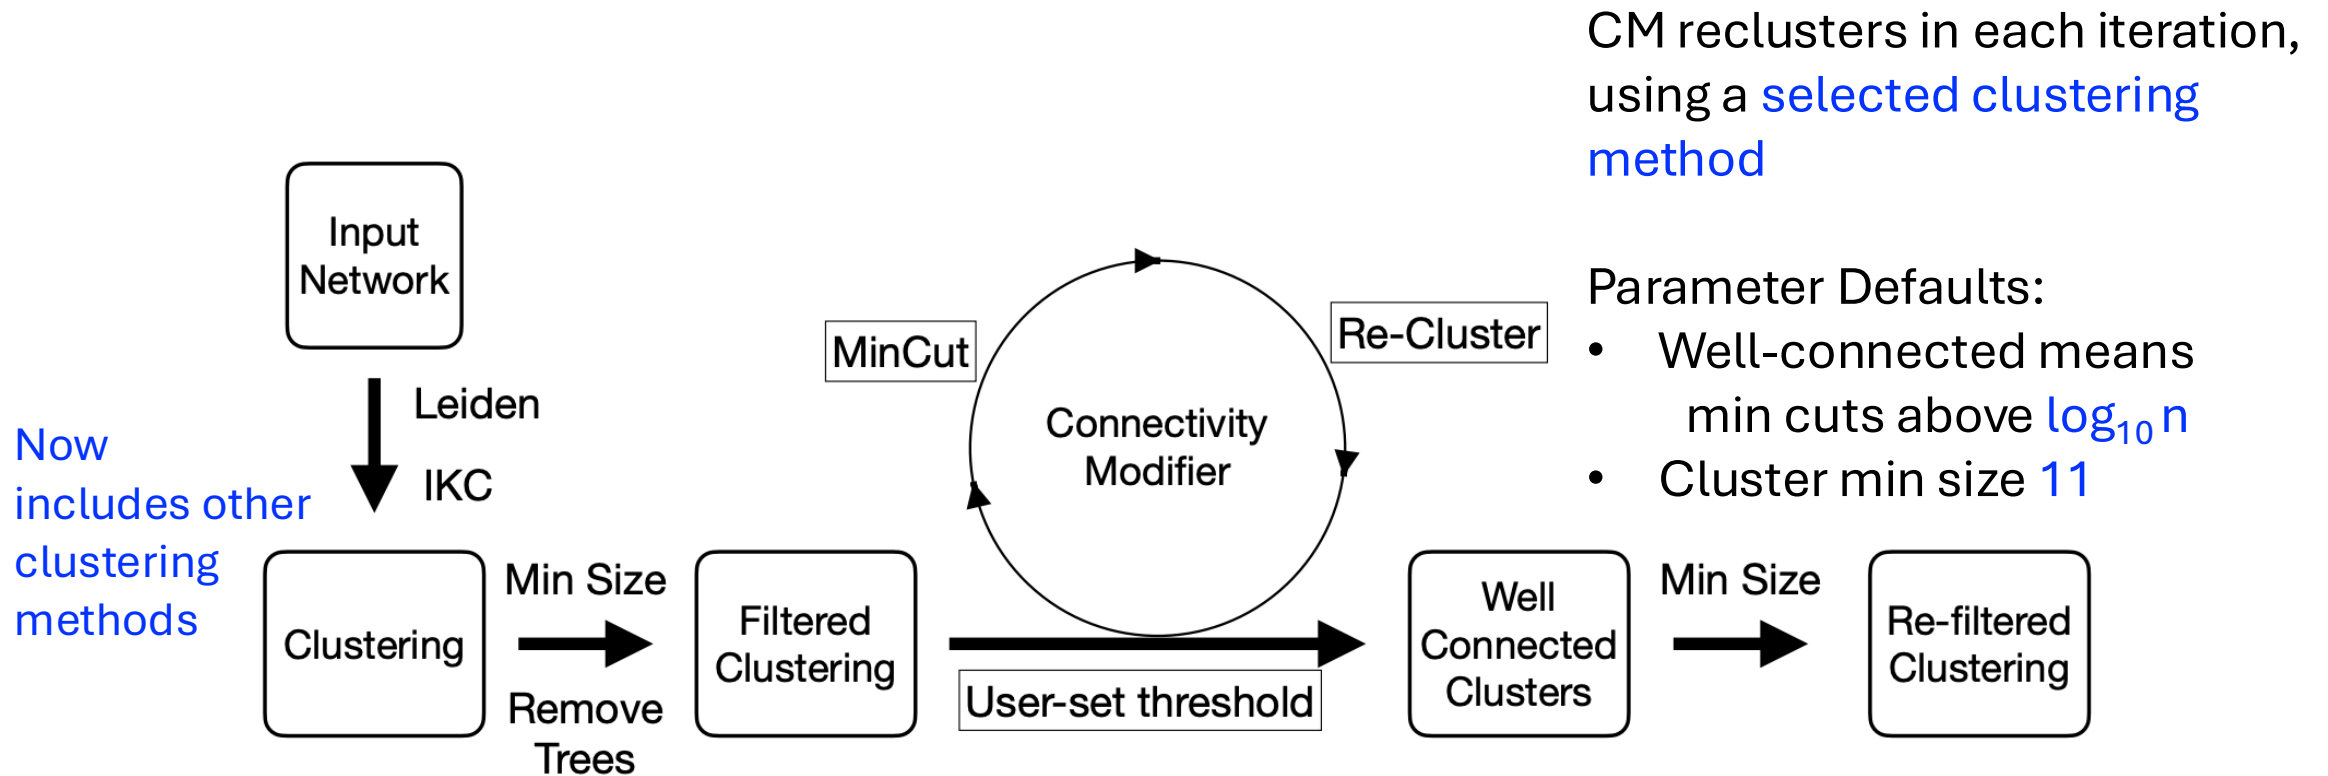 CM reclusters in each iteration,
using a selected clustering
method
Input
Network
MinCut
Re-Cluster
Connectivity
Modifier
Parameter Defaults:
• Well-connected means
min cuts above log₁₀ n
• Cluster min size 11
Leiden
IKC
Now
includes other
clustering
methods
Clustering
Min Size
Remove
Trees
Filtered
Clustering
User-set threshold
Well
Connected
Clusters
Min Size
Re-filtered
Clustering